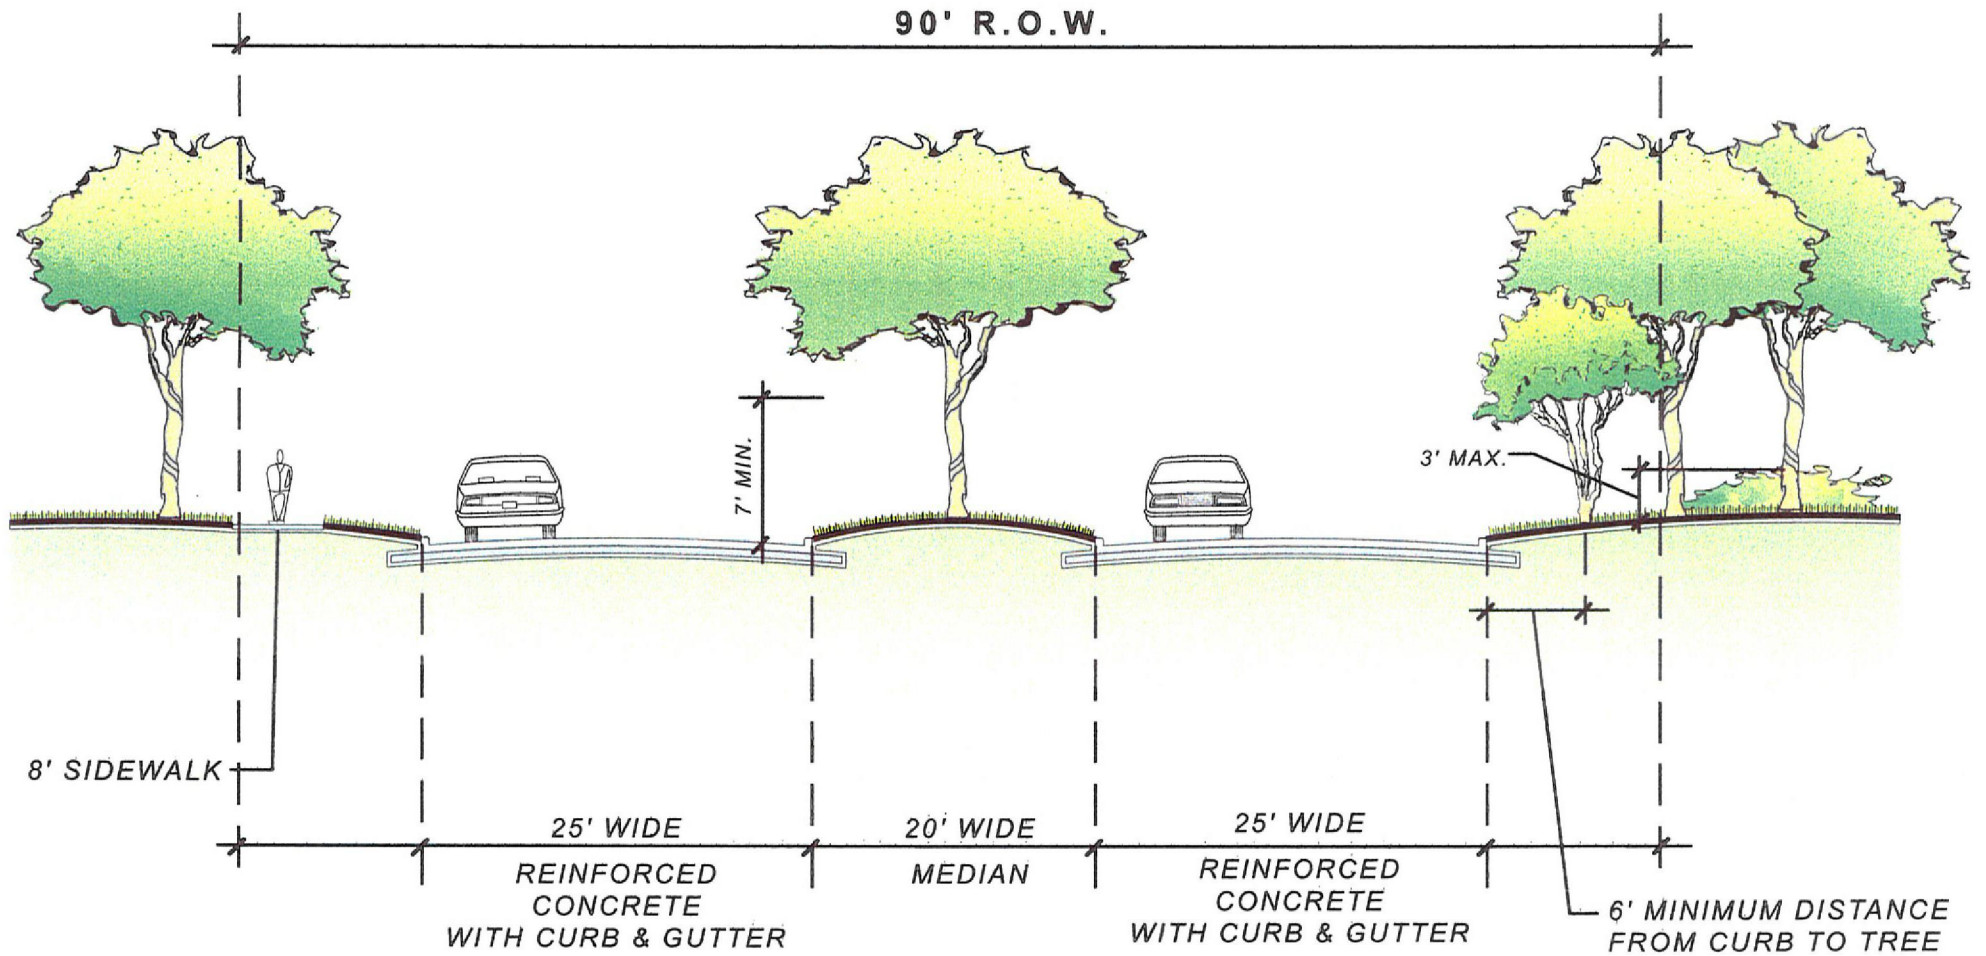 90' R.O.W.
7' MIN.
3' MAX.
8' SIDEWALK
25' WIDE
REINFORCED
CONCRETE
WITH CURB & GUTTER
20' WIDE
MEDIAN
25' WIDE
REINFORCED
CONCRETE
WITH CURB & GUTTER
6' MINIMUM DISTANCE
FROM CURB TO TREE